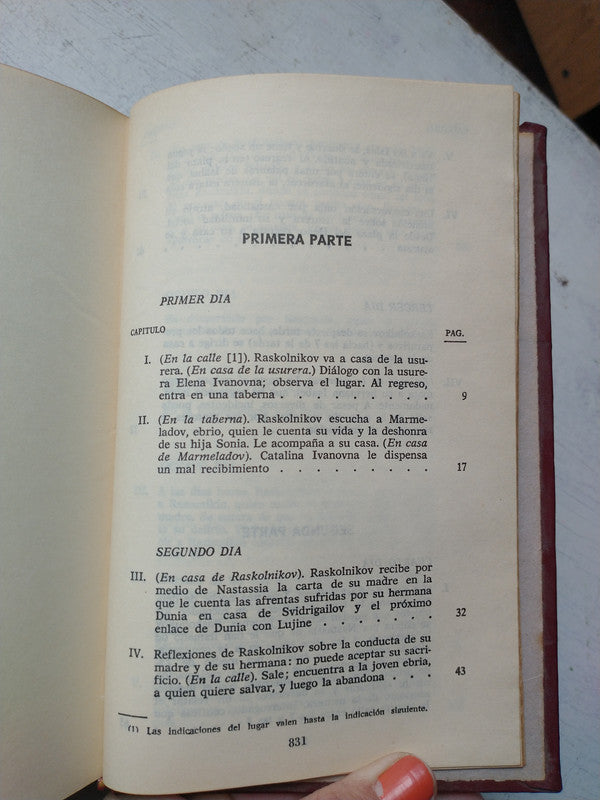 PRIMERA PARTE
PRIMER DIA
CAPITULO PAG.
I. (En la calle [1]). Raskolnikov va a casa de la usu-
rera. (En casa de la usurera.) Diálogo con la usure-
ra Elena Ivanovna; observa el lugar. Al regreso,
entra en una taberna . . . . . . . . . 9
II. (En la taberna). Raskolnikov escucha a Marme-
ladov, ebrio, quien le cuenta su vida y la deshonra
de su hija Sonia. Le acompaña a su casa. (En casa
de Marmeladov). Catalina Ivanovna le dispensa
un mal recibimiento . . . . . . . . . 17
SEGUNDO DIA
III. (En casa de Raskolnikov). Raskolnikov recibe por
medio de Nastassia la carta de su madre en la
que le cuenta las afrentas sufridas por su hermana
Dunia en casa de Svidrigailov y el próximo
enlace de Dunia con Lujine . . . . . . . 32
IV. Reflexiones de Raskolnikov sobre la conducta de su
madre y de su hermana: no puede aceptar su sacri-
ficio. (En la calle). Sale; encuentra a la joven ebria,
a quien quiere salvar, y luego la abandona . . . 43
(1) Las indicaciones del lugar valen hasta la indicación siguiente.
831